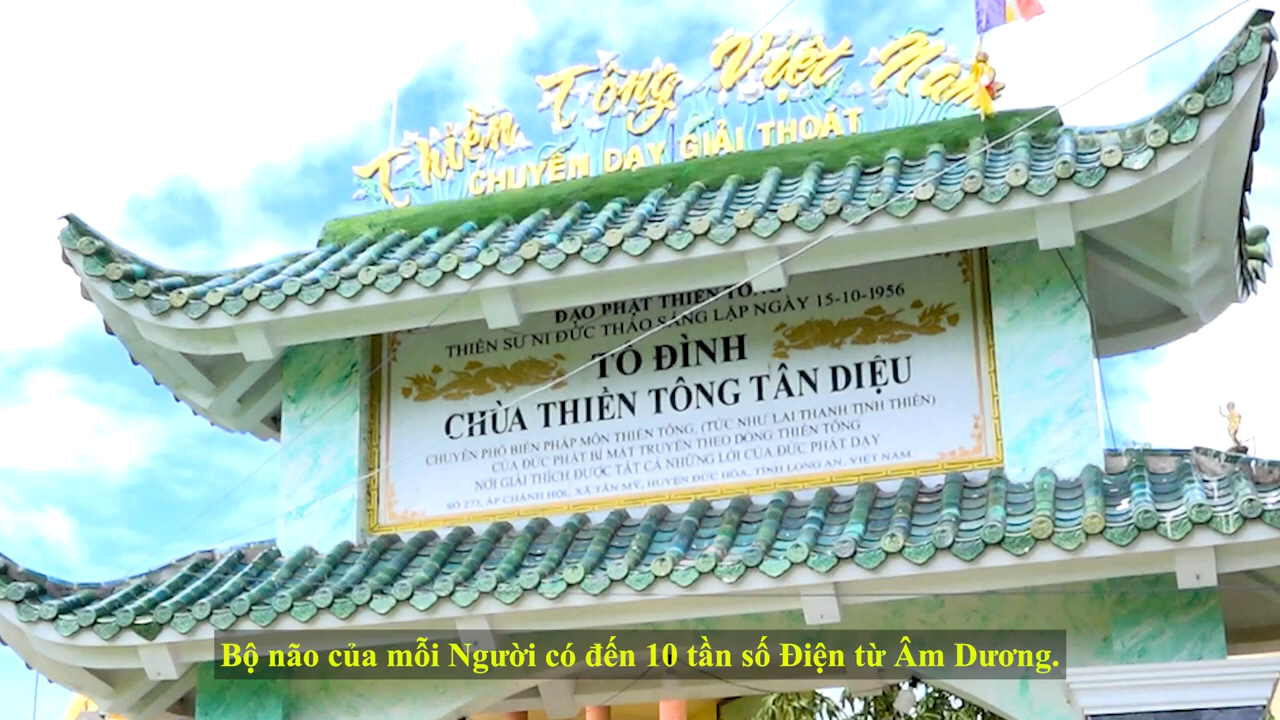 Thiền Tông Việt Nam
CHUYÊN DẠY GIẢI THOÁT
ĐẠO PHẬT THIỀN TÔNG
THIỀN SƯ NI ĐỨC THẢO SÁNG LẬP NGÀY 15-10-1956
TỔ ĐÌNH
CHÙA THIỀN TÔNG TÂN DIỆU
CHUYÊN PHỔ BIẾN PHÁP MÔN THIỀN TÔNG, (TỨC NHƯ LAI THANH TỊNH THIỀN)
CỦA ĐỨC PHẬT BÍ MẬT TRUYỀN THEO DÒNG THIỀN TÔNG
NƠI GIẢI THÍCH ĐƯỢC TẤT CẢ NHỮNG LỜI CỦA ĐỨC PHẬT DẠY
SỐ 273, ẤP CHÁNH HỘI, XÃ TÂN MỸ, HUYỆN ĐỨC HÒA, TỈNH LONG AN, VIỆT NAM
Bộ não của mỗi Người có đến 10 tần số Điện từ Âm Dương.